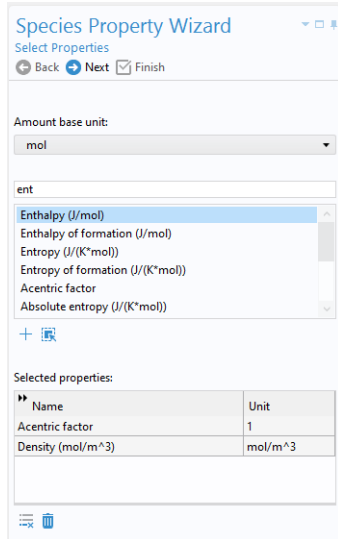 Species Property Wizard
Select Properties
Back Next Finish
Amount base unit:
mol
ent
Enthalpy (J/mol)
Enthalpy of formation (J/mol)
Entropy (J/(K*mol))
Entropy of formation (J/(K*mol))
Acentric factor
Absolute entropy (J/(K*mol))
Selected properties:
Name Unit
Acentric factor 1
Density (mol/m^3) mol/m^3